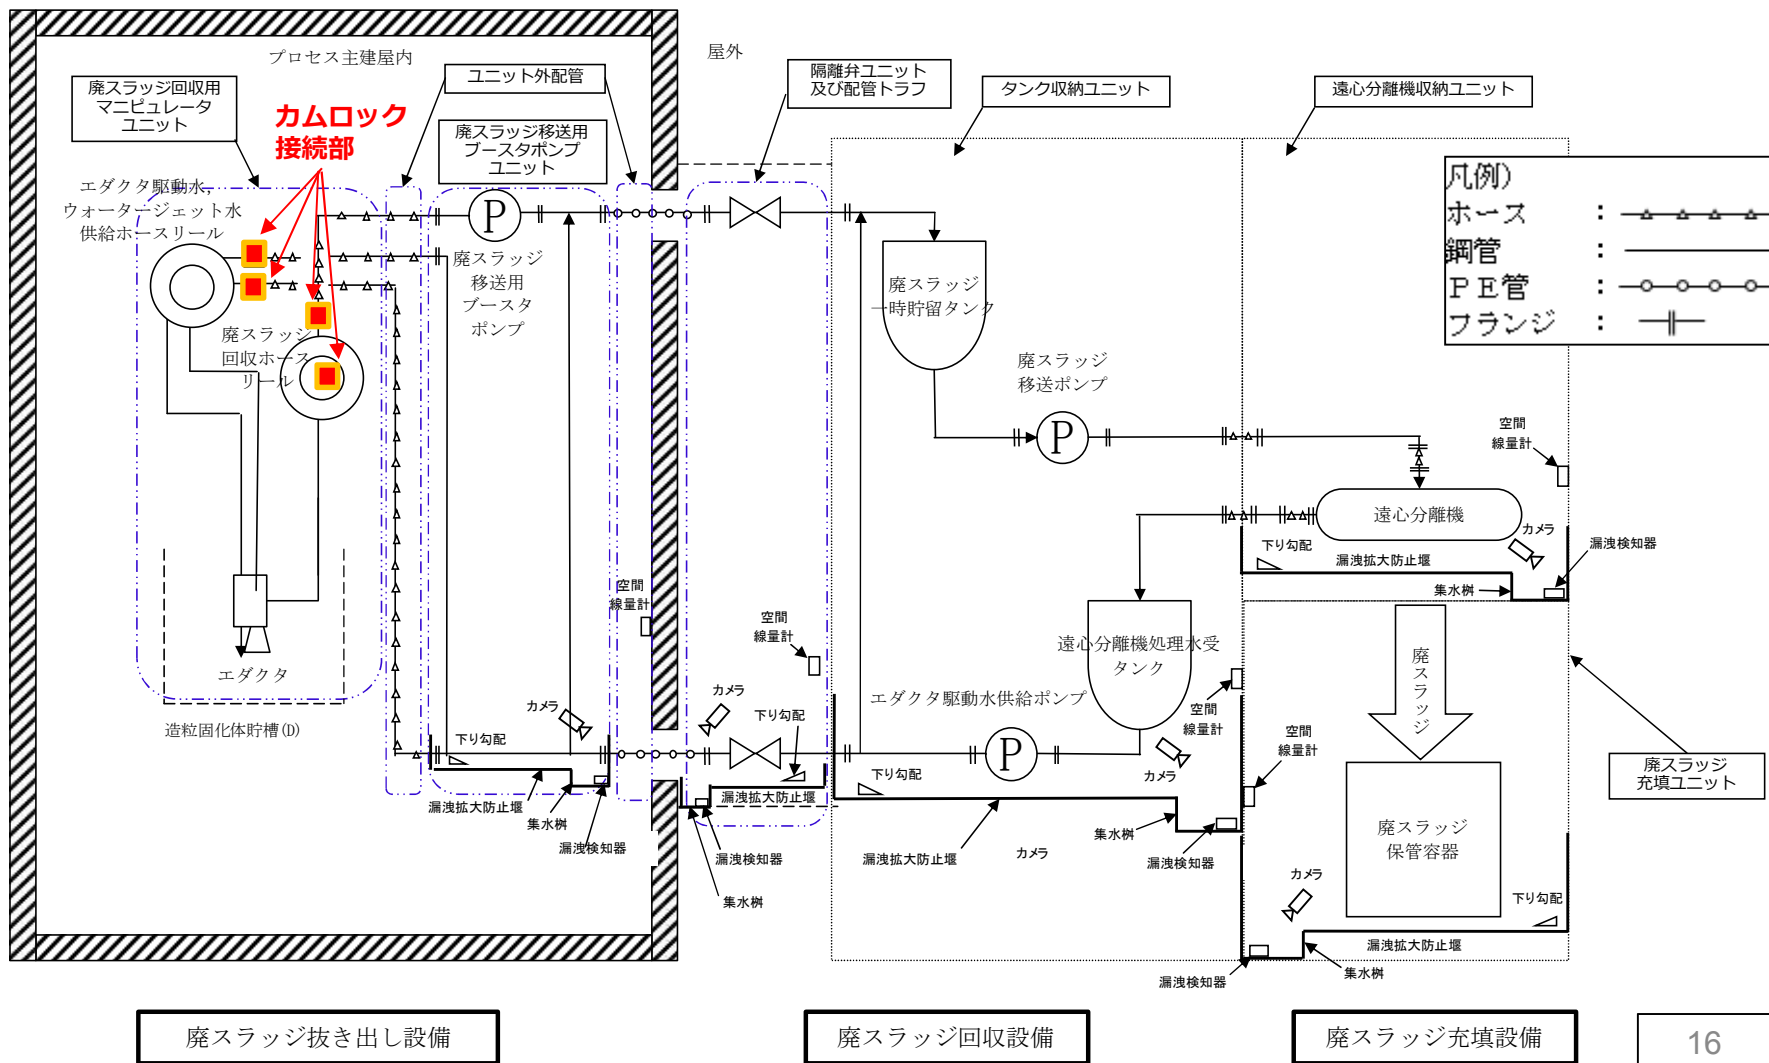 プロセス主建屋内
屋外
廃スラッジ回収用
マニピュレータ
ユニット
ユニット外配管
隔離弁ユニット
及び配管トラフ
タンク収納ユニット
遠心分離機収納ユニット
カムロック
接続部
廃スラッジ移送用
ブースタポンプ
ユニット
凡例)
ホース :
鋼管 :
ＰＥ管 :
フランジ :
エダクタ駆動水,
ウォータージェット水
供給ホースリール
P
廃スラッジ
移送用
ブースタ
ポンプ
廃スラッジ
一時貯留タンク
廃スラッジ
回収ホース
リール
廃スラッジ
移送ポンプ
P
空間
線量計
遠心分離機
カメラ
漏洩検知器
下り勾配
漏洩拡大防止堰
集水桝
空間
線量計
空間
線量計
遠心分離機処理水受
タンク
廃スラッジ
エダクタ
造粒固化体貯槽(D)
カメラ
カメラ
下り勾配
下り勾配
エダクタ駆動水供給ポンプ
P
空間
線量計
空間
線量計
カメラ
下り勾配
廃スラッジ
充填ユニット
漏洩拡大防止堰
集水桝
漏洩検知器
漏洩拡大防止堰
漏洩検知器
集水桝
漏洩拡大防止堰
カメラ
集水桝
漏洩検知器
廃スラッジ
保管容器
カメラ
下り勾配
漏洩拡大防止堰
集水桝
漏洩検知器
廃スラッジ抜き出し設備
廃スラッジ回収設備
廃スラッジ充填設備
16